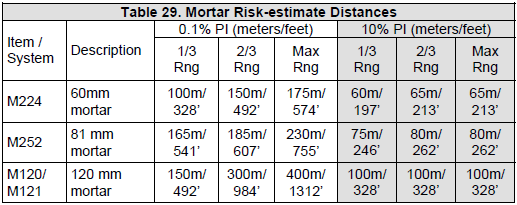 Table 29. Mortar Risk-estimate Distances
Item / System | Description | 0.1% PI (meters/feet) | 10% PI (meters/feet)
1/3 Rng | 2/3 Rng | Max Rng | 1/3 Rng | 2/3 Rng | Max Rng
M224 | 60mm mortar | 100m/ 328’ | 150m/ 492’ | 175m/ 574’ | 60m/ 197’ | 65m/ 213’ | 65m/ 213’
M252 | 81 mm mortar | 165m/ 541’ | 185m/ 607’ | 230m/ 755’ | 75m/ 246’ | 80m/ 262’ | 80m/ 262’
M120/ M121 | 120 mm mortar | 150m/ 492’ | 300m/ 984’ | 400m/ 1312’ | 100m/ 328’ | 100m/ 328’ | 100m/ 328’